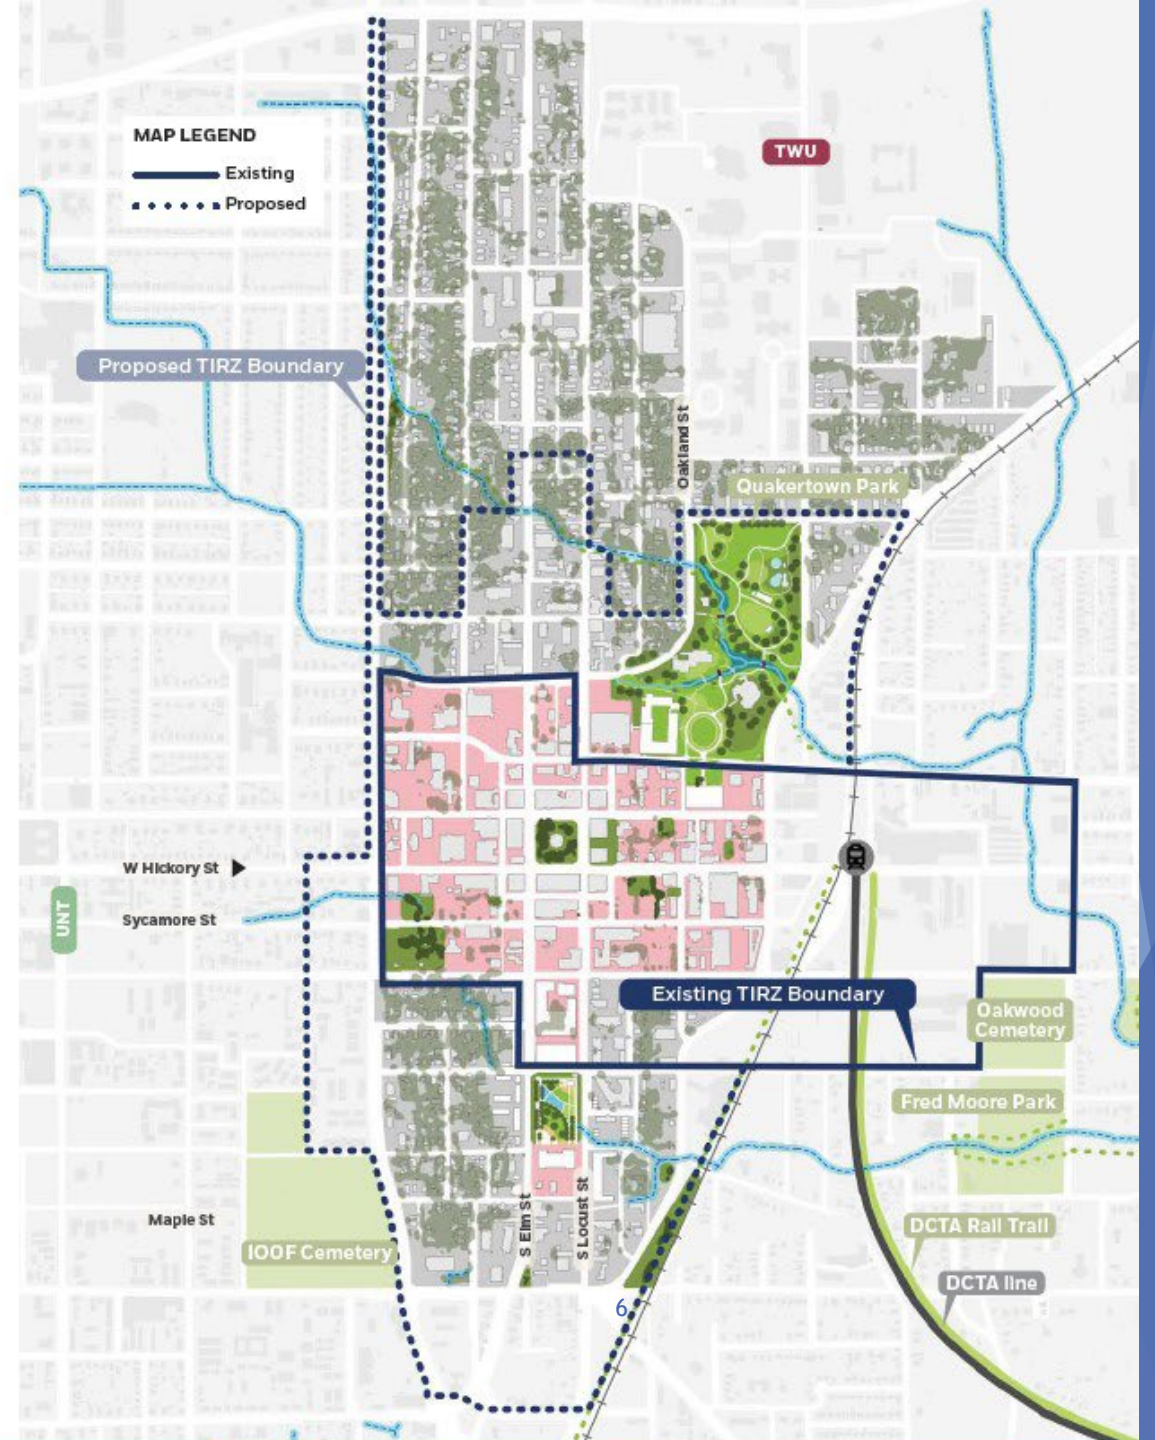 MAP LEGEND
Existing
Proposed
TWU
Proposed TIRZ Boundary
Oakland St
Quakertown Park
W Hickory St
UNT
Sycamore St
Existing TIRZ Boundary
Oakwood
Cemetery
Fred Moore Park
Maple St
S Elm St
S Locust St
IOOF Cemetery
DCTA Rail Trail
DCTA line
6